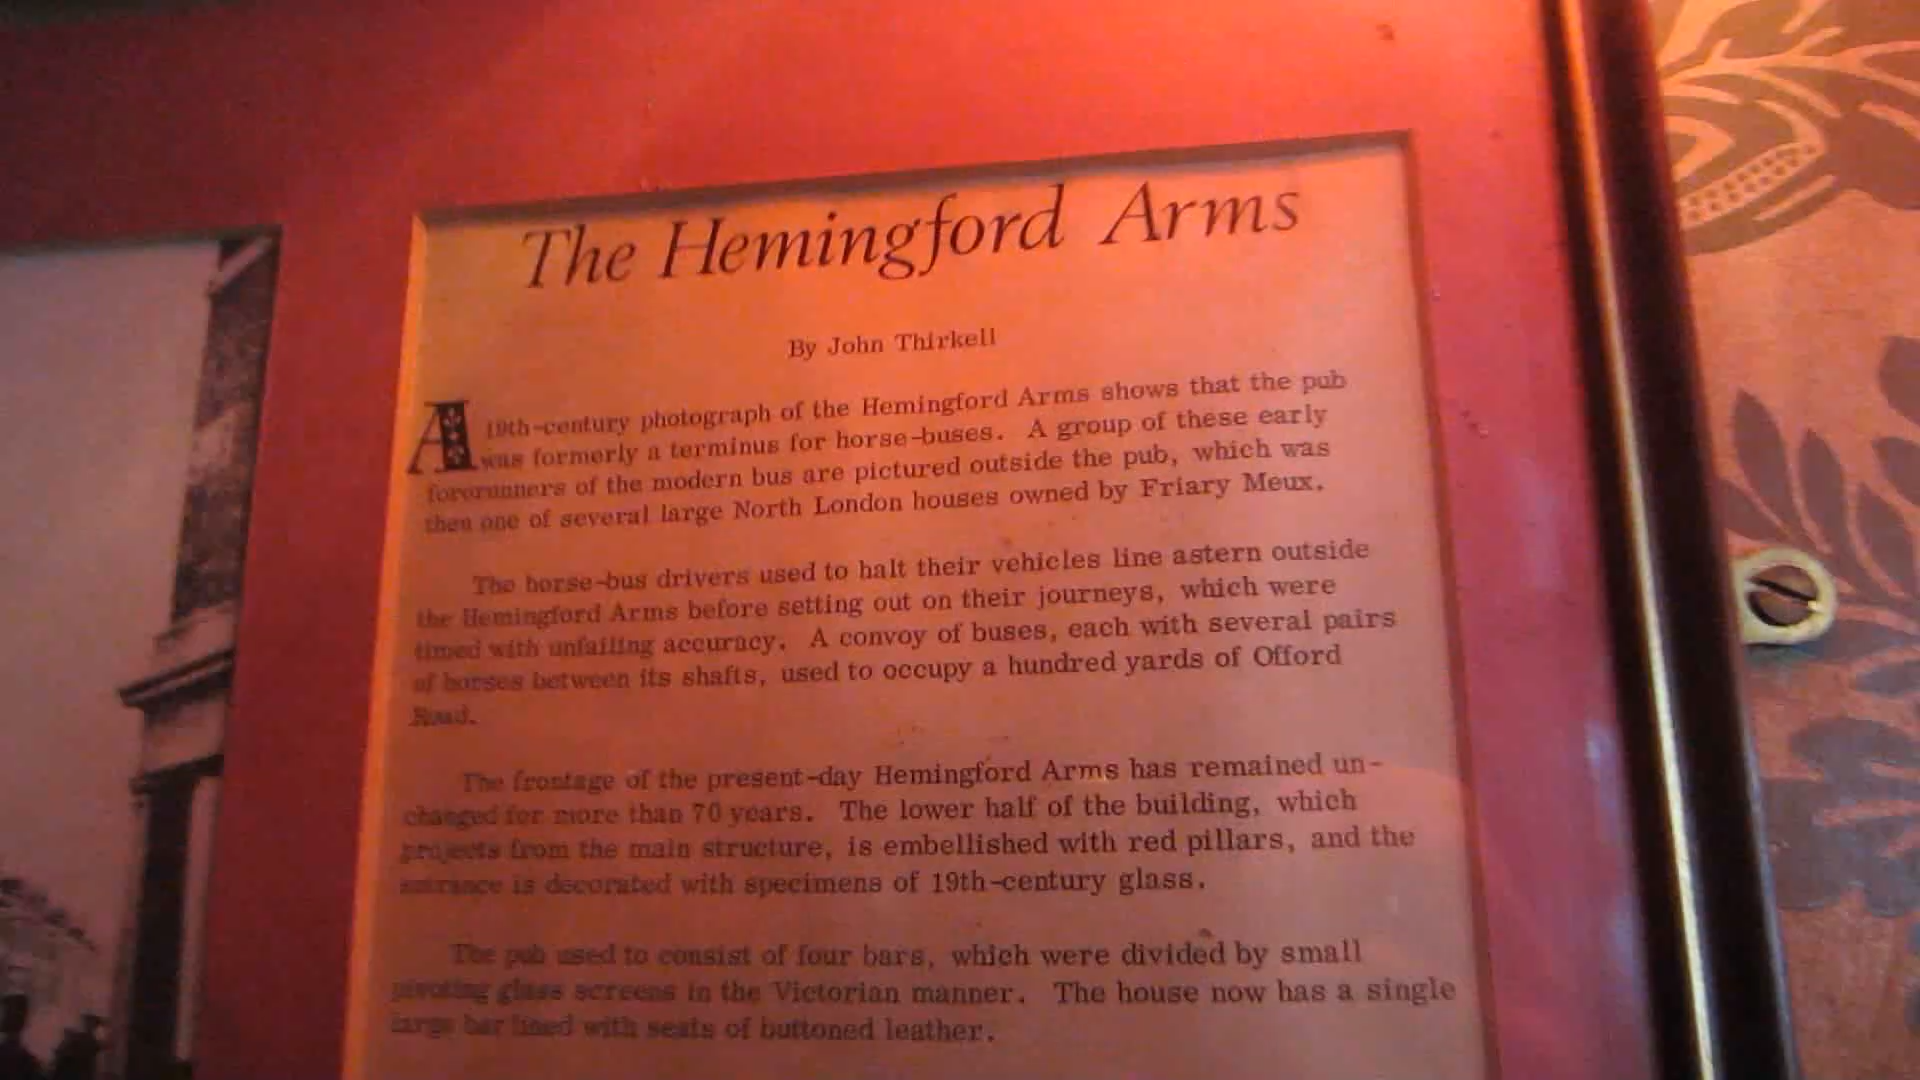 The Hemingford Arms
By John Thirkell
A 19th-century photograph of the Hemingford Arms shows that the pub
was formerly a terminus for horse-buses. A group of these early
forerunners of the modern bus are pictured outside the pub, which was
then one of several large North London houses owned by Friary Meux.
The horse-bus drivers used to halt their vehicles line astern outside
the Hemingford Arms before setting out on their journeys, which were
timed with unfailing accuracy. A convoy of buses, each with several pairs
of horses between its shafts, used to occupy a hundred yards of Offord
Road.
The frontage of the present-day Hemingford Arms has remained un-
changed for more than 70 years. The lower half of the building, which
projects from the main structure, is embellished with red pillars, and the
entrance is decorated with specimens of 19th-century glass.
The pub used to consist of four bars, which were divided by small
pivoting glass screens in the Victorian manner. The house now has a single
large bar lined with seats of buttoned leather.